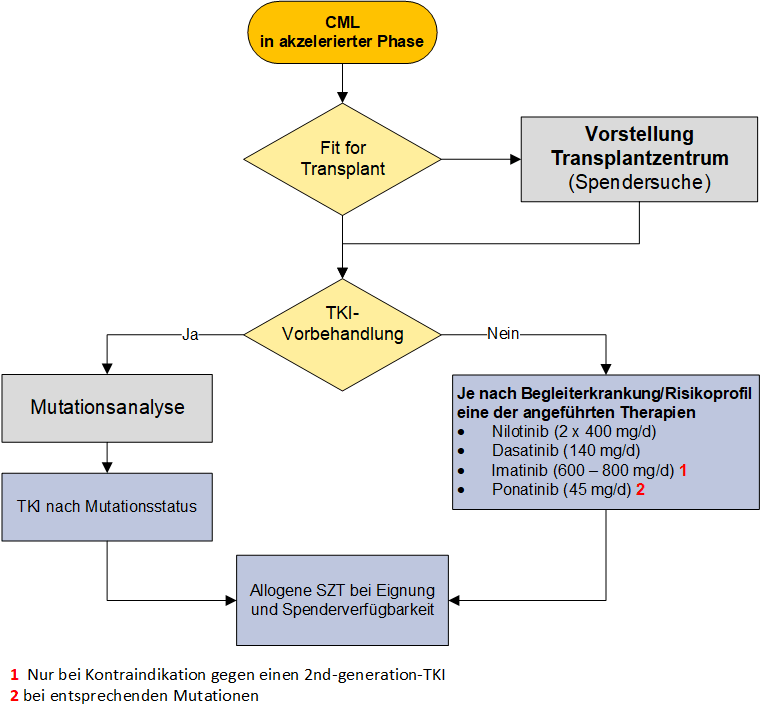 CML
in akzelerierter Phase
Fit for
Transplant
Vorstellung
Transplantzentrum
(Spendersuche)
TKI-
Vorbehandlung
Ja
Nein
Mutationsanalyse
TKI nach Mutationsstatus
Je nach Begleiterkrankung/Risikoprofil
eine der angeführten Therapien
• Nilotinib (2 x 400 mg/d)
• Dasatinib (140 mg/d)
• Imatinib (600 – 800 mg/d) 1
• Ponatinib (45 mg/d) 2
Allogene SZT bei Eignung
und Spenderverfügbarkeit
1 Nur bei Kontraindikation gegen einen 2nd-generation-TKI
2 bei entsprechenden Mutationen